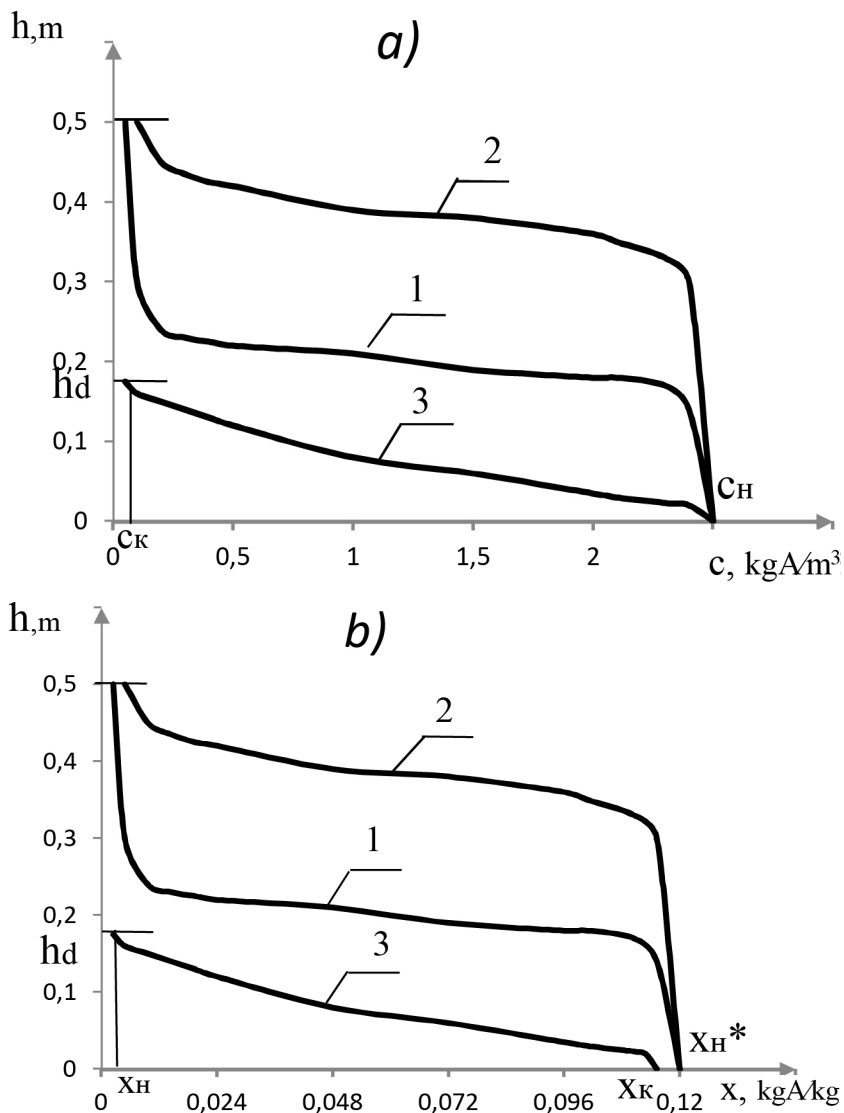 h,m
a)
0,5
2
0,4
0,3
1
0,2
hd
3
0,1
cн
0
cк
0 0,5 1 1,5 2
c, kgA/m³
h,m
b)
0,5
2
0,4
0,3
1
0,2
hd
3
0,1
xн*
0
xн
xк
0 0,024 0,048 0,072 0,096 0,12
x, kgA/kg